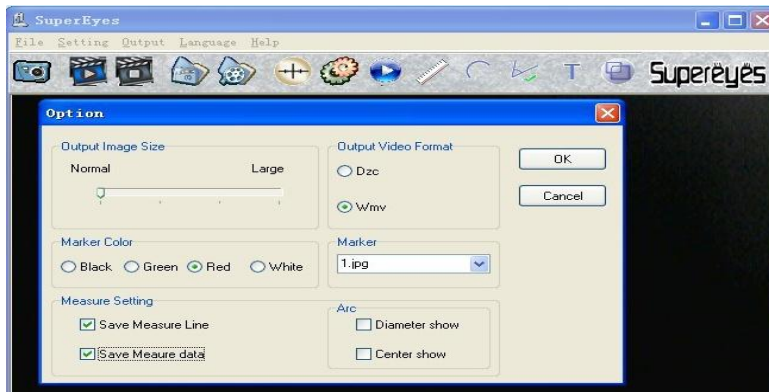 SuperEyes
File Setting Output Language Help
T Supereyës
Option
Output Image Size
Normal Large
Output Video Format
Dzc
Wmv
OK
Cancel
Marker Color
Black Green Red White
Marker
1.jpg
Measure Setting
Save Measure Line
Save Meaure data
Arc
Diameter show
Center show